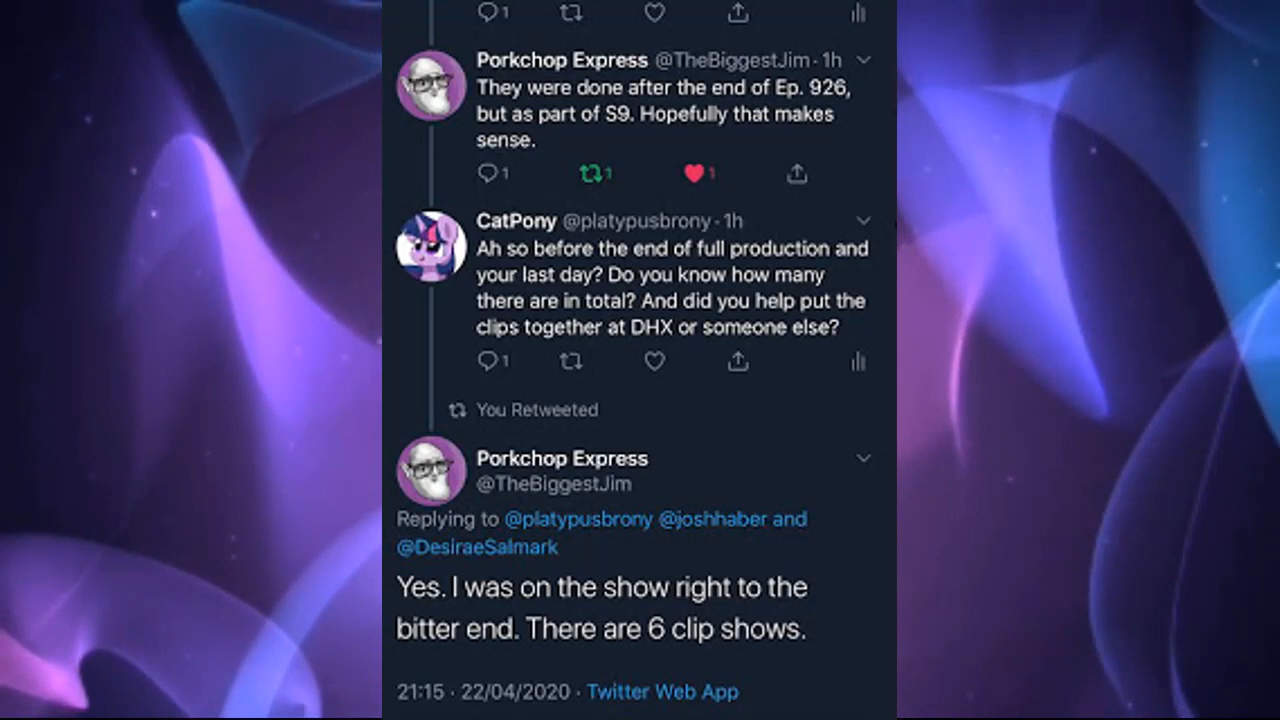 1
Porkchop Express @TheBiggestJim · 1h
They were done after the end of Ep. 926,
but as part of S9. Hopefully that makes
sense.
1 1 1
CatPony @platypusbrony · 1h
Ah so before the end of full production and
your last day? Do you know how many
there are in total? And did you help put the
clips together at DHX or someone else?
1
You Retweeted
Porkchop Express
@TheBiggestJim
Replying to @platypusbrony @joshhaber and
@DesiraeSalmark
Yes. I was on the show right to the
bitter end. There are 6 clip shows.
21:15 · 22/04/2020 · Twitter Web App